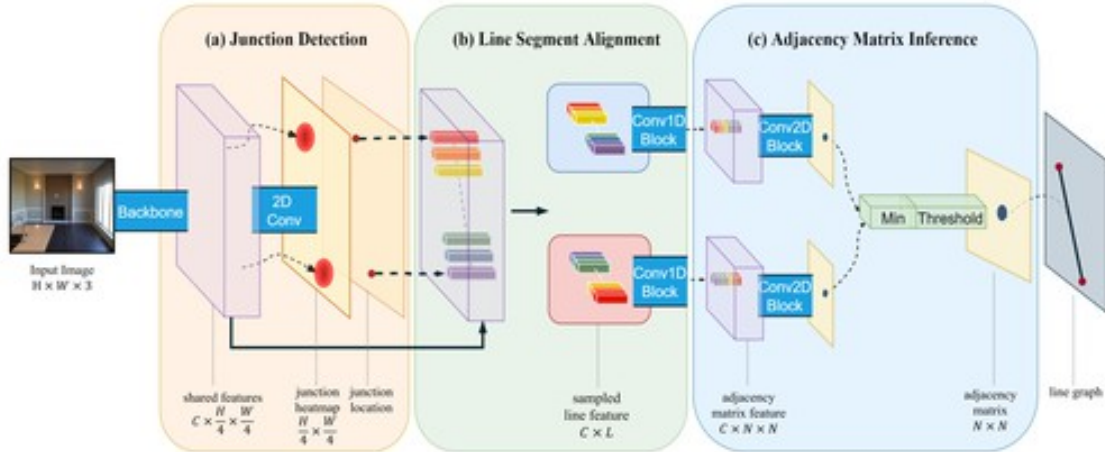 (a) Junction Detection
(b) Line Segment Alignment
(c) Adjacency Matrix Inference
Input Image
H × W × 3
Backbone
2D
Conv
shared features
C × H/4 × W/4
junction
heatmap
H/4 × W/4
junction
location
Conv1D
Block
Conv1D
Block
sampled
line feature
C × L
Conv2D
Block
Conv2D
Block
adjacency
matrix feature
C × N × N
Min
Threshold
adjacency
matrix
N × N
line graph